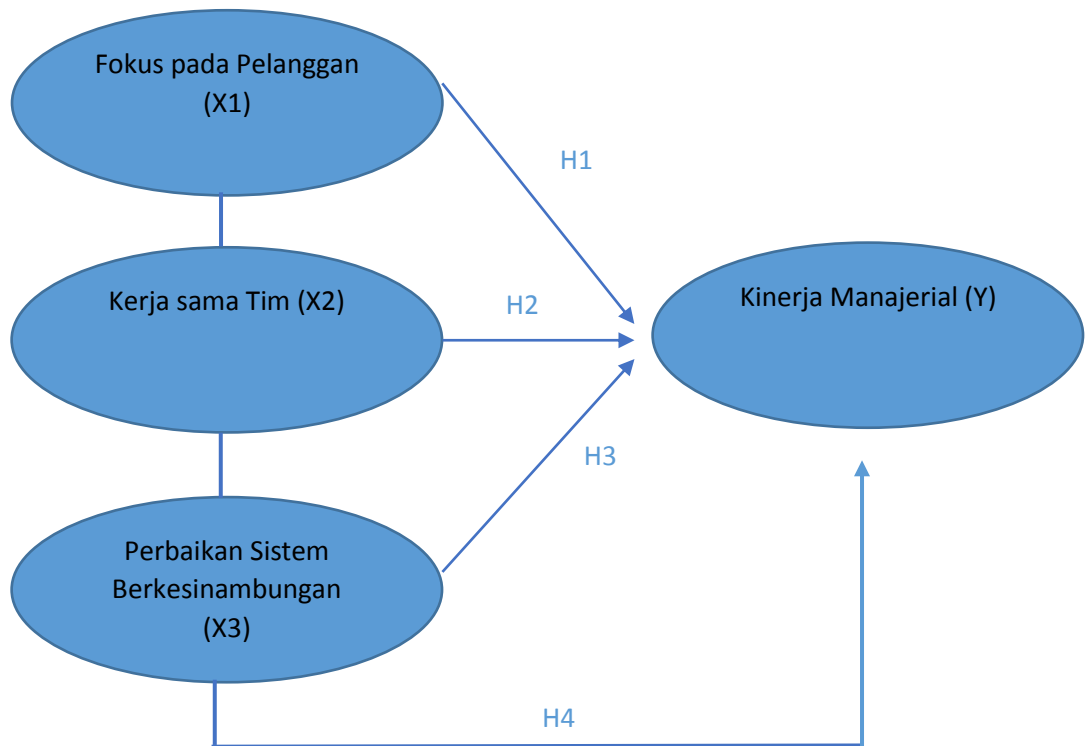 Fokus pada Pelanggan
(X1)
H1
Kerja sama Tim (X2)
H2
Kinerja Manajerial (Y)
H3
Perbaikan Sistem
Berkesinambungan
(X3)
H4